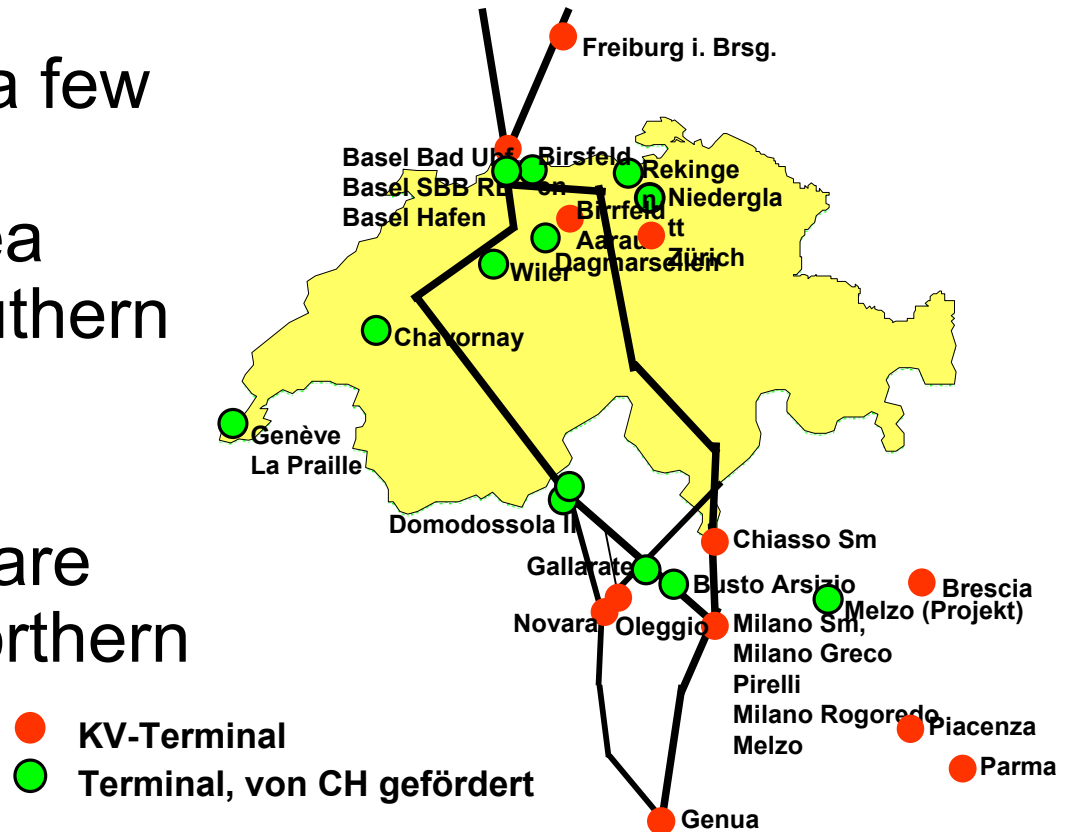 a few
ea
uthern
are
orthern
Freiburg i. Brsg.
Basel Bad
Basel SBB
Basel Hafen
Birsfeld
en
Rekinge
n
Niedergla
tt
Birrfeld
Aarau
Zürich
Dagmarsellen
Wiler
Chavornay
Genève
La Praille
Domodossola II
Chiasso Sm
Gallarate
Busto Arsizio
Brescia
Melzo (Projekt)
Novara
Oleggio
Milano Sm,
Milano Greco
Pirelli
Milano Rogoredo
Melzo
Piacenza
Parma
Genua
KV-Terminal
Terminal, von CH gefördert